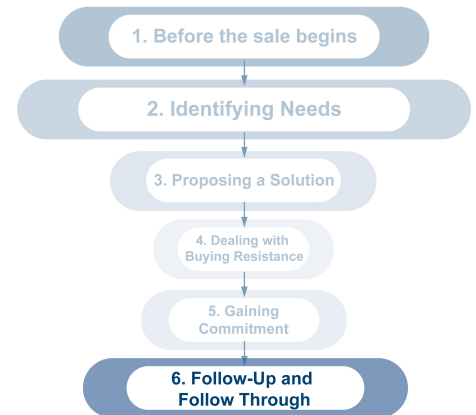 1. Before the sale begins
2. Identifying Needs
3. Proposing a Solution
4. Dealing with
Buying Resistance
5. Gaining
Commitment
6. Follow-Up and
Follow Through